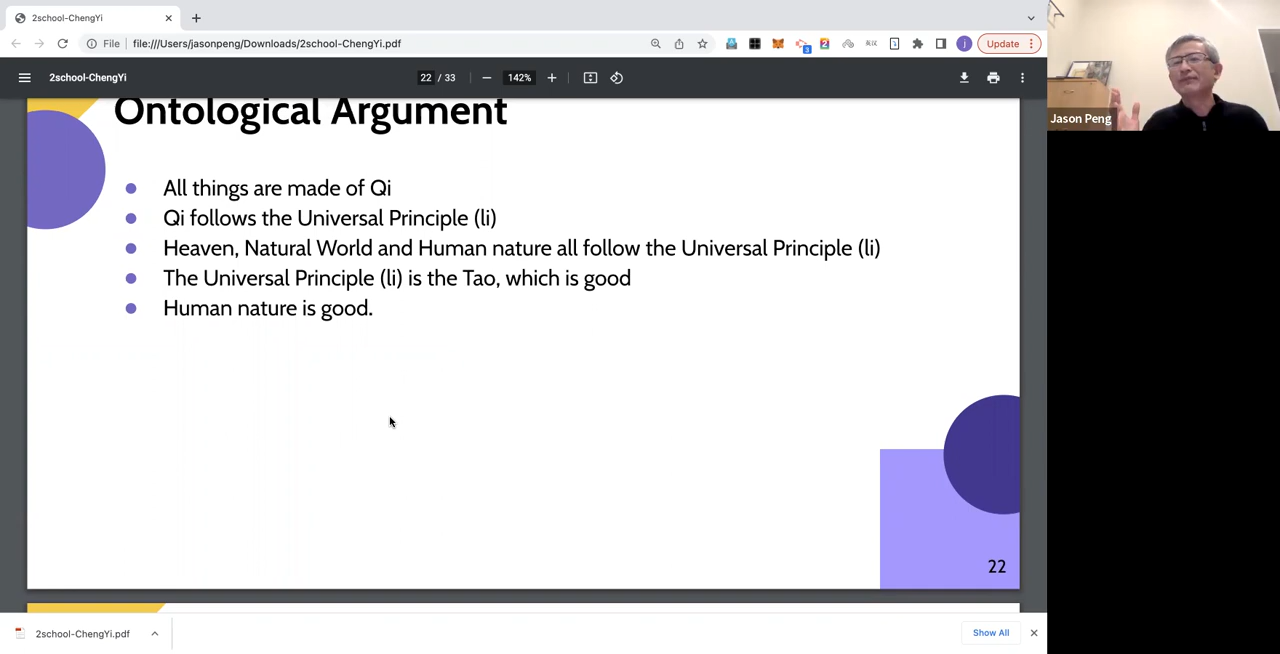 2school-ChengYi
File
file:///Users/jasonpeng/Downloads/2school-ChengYi.pdf
3
2
j
Update
2school-ChengYi
22 / 33
142%
Jason Peng
Ontological Argument
All things are made of Qi
Qi follows the Universal Principle (li)
Heaven, Natural World and Human nature all follow the Universal Principle (li)
The Universal Principle (li) is the Tao, which is good
Human nature is good.
22
2school-ChengYi.pdf
Show All